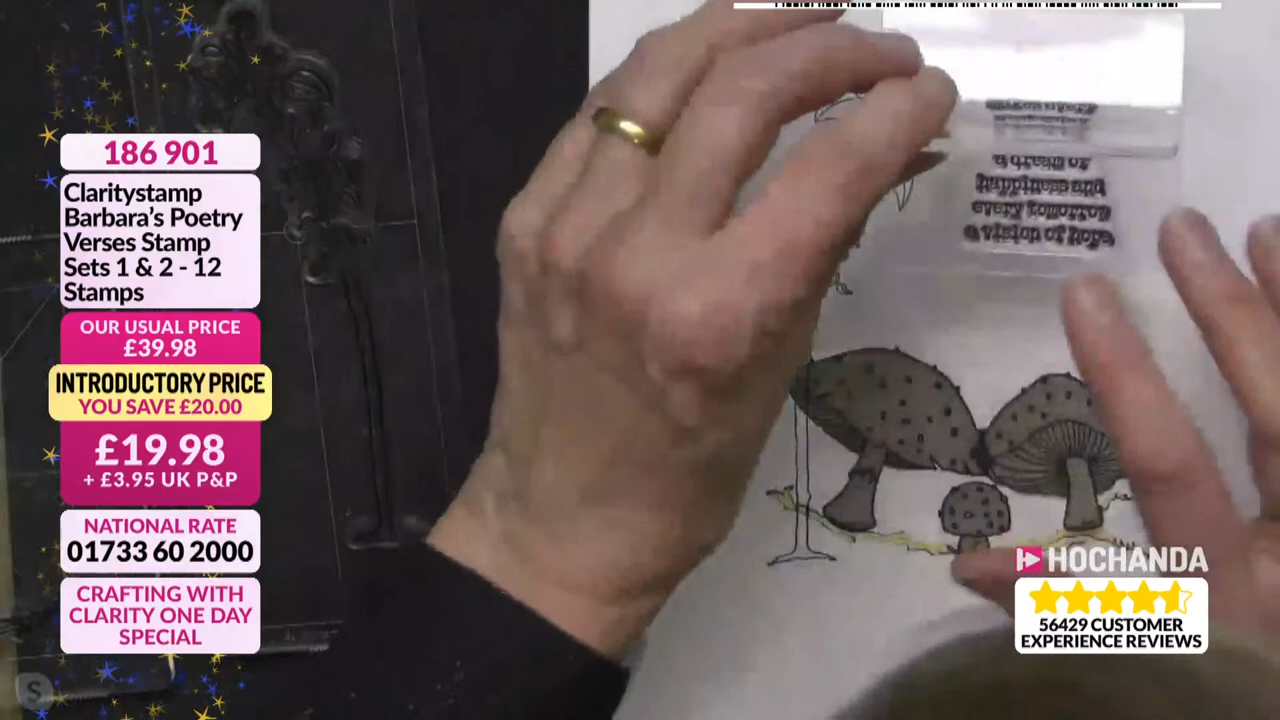 186 901
Claritystamp
Barbara's Poetry
Verses Stamp
Sets 1 & 2 - 12
Stamps
OUR USUAL PRICE
£39.98
INTRODUCTORY PRICE
YOU SAVE £20.00
£19.98
+ £3.95 UK P&P
NATIONAL RATE
01733 60 2000
CRAFTING WITH
CLARITY ONE DAY
SPECIAL
HOCHANDA
56429 CUSTOMER
EXPERIENCE REVIEWS
S